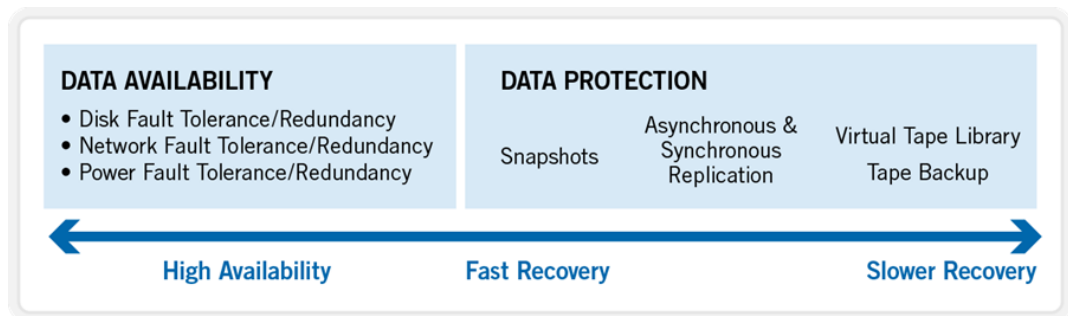 DATA AVAILABILITY
• Disk Fault Tolerance/Redundancy
• Network Fault Tolerance/Redundancy
• Power Fault Tolerance/Redundancy
DATA PROTECTION
Snapshots
Asynchronous &
Synchronous
Replication
Virtual Tape Library
Tape Backup
High Availability
Fast Recovery
Slower Recovery